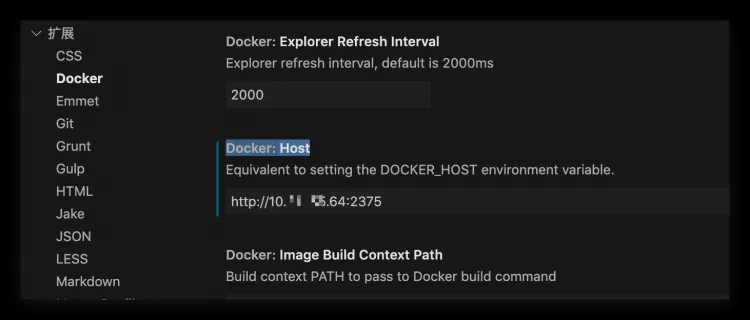 扩展
CSS
Docker
Emmet
Git
Grunt
Gulp
HTML
Jake
JSON
LESS
Markdown
Docker: Explorer Refresh Interval
Explorer refresh interval, default is 2000ms
2000
Docker: Host
Equivalent to setting the DOCKER_HOST environment variable.
http://10. .64:2375
Docker: Image Build Context Path
Build context PATH to pass to Docker build command